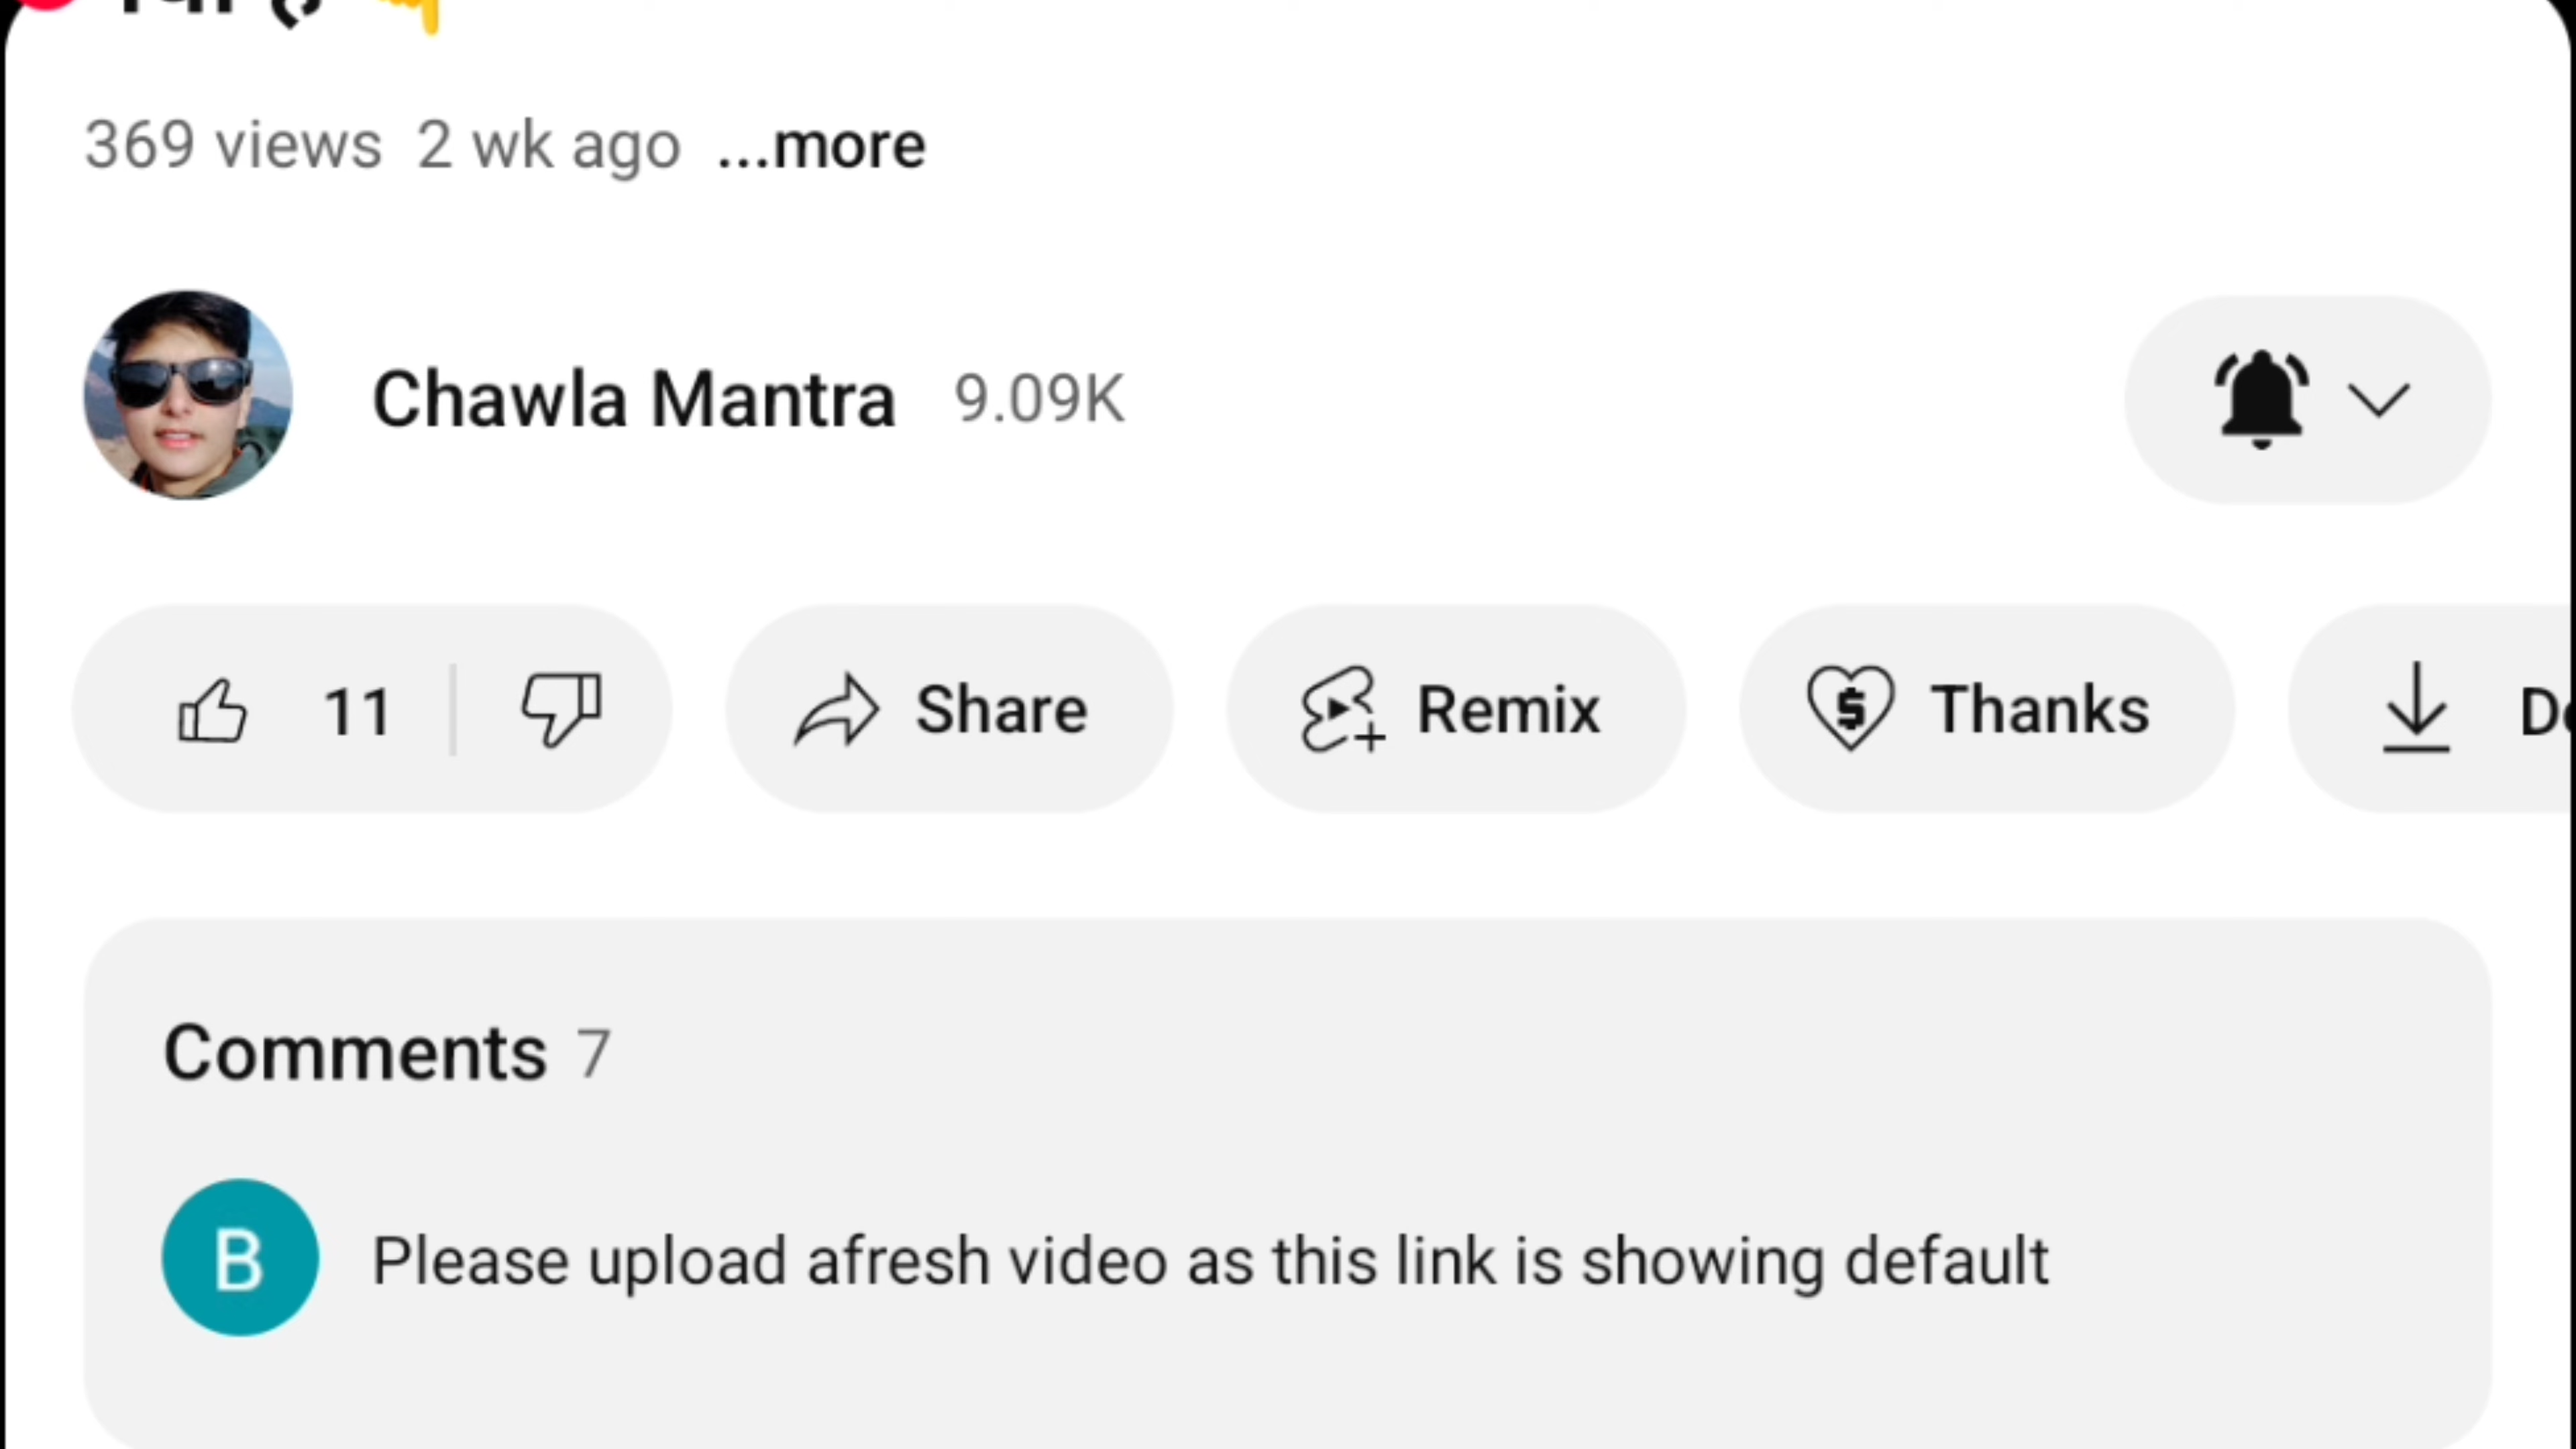 369 views 2 wk ago ...more
Chawla Mantra 9.09K
11 Share Remix Thanks
Comments 7
B Please upload afresh video as this link is showing default